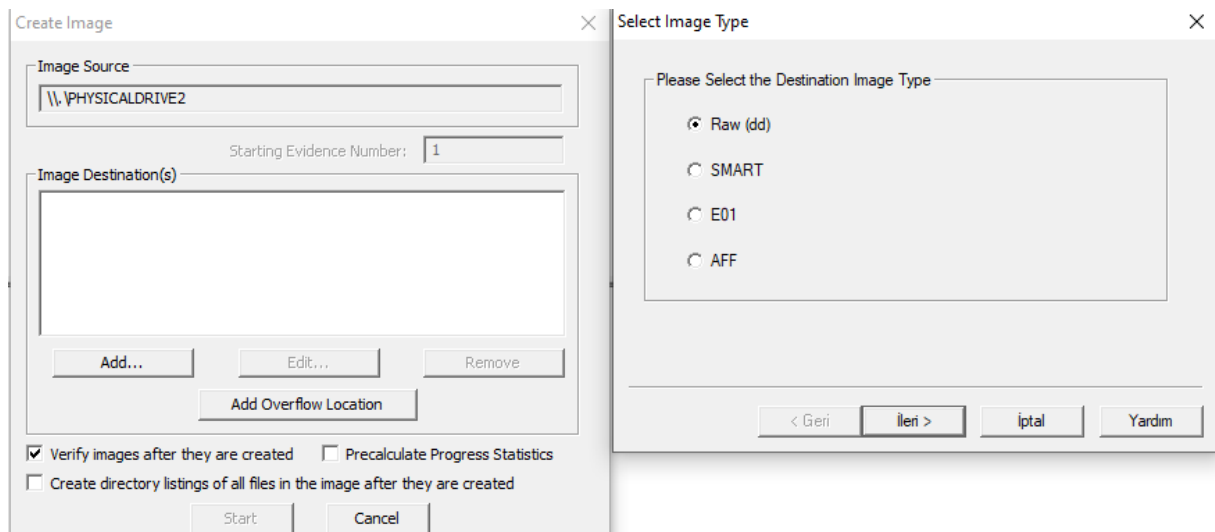 Create Image
Image Source
\\.\PHYSICALDRIVE2
Starting Evidence Number: 1
Image Destination(s)
Add... Edit... Remove
Add Overflow Location
Verify images after they are created Precalculate Progress Statistics
Create directory listings of all files in the image after they are created
Start Cancel
Select Image Type
Please Select the Destination Image Type
Raw (dd)
SMART
E01
AFF
< Geri İleri > İptal Yardım